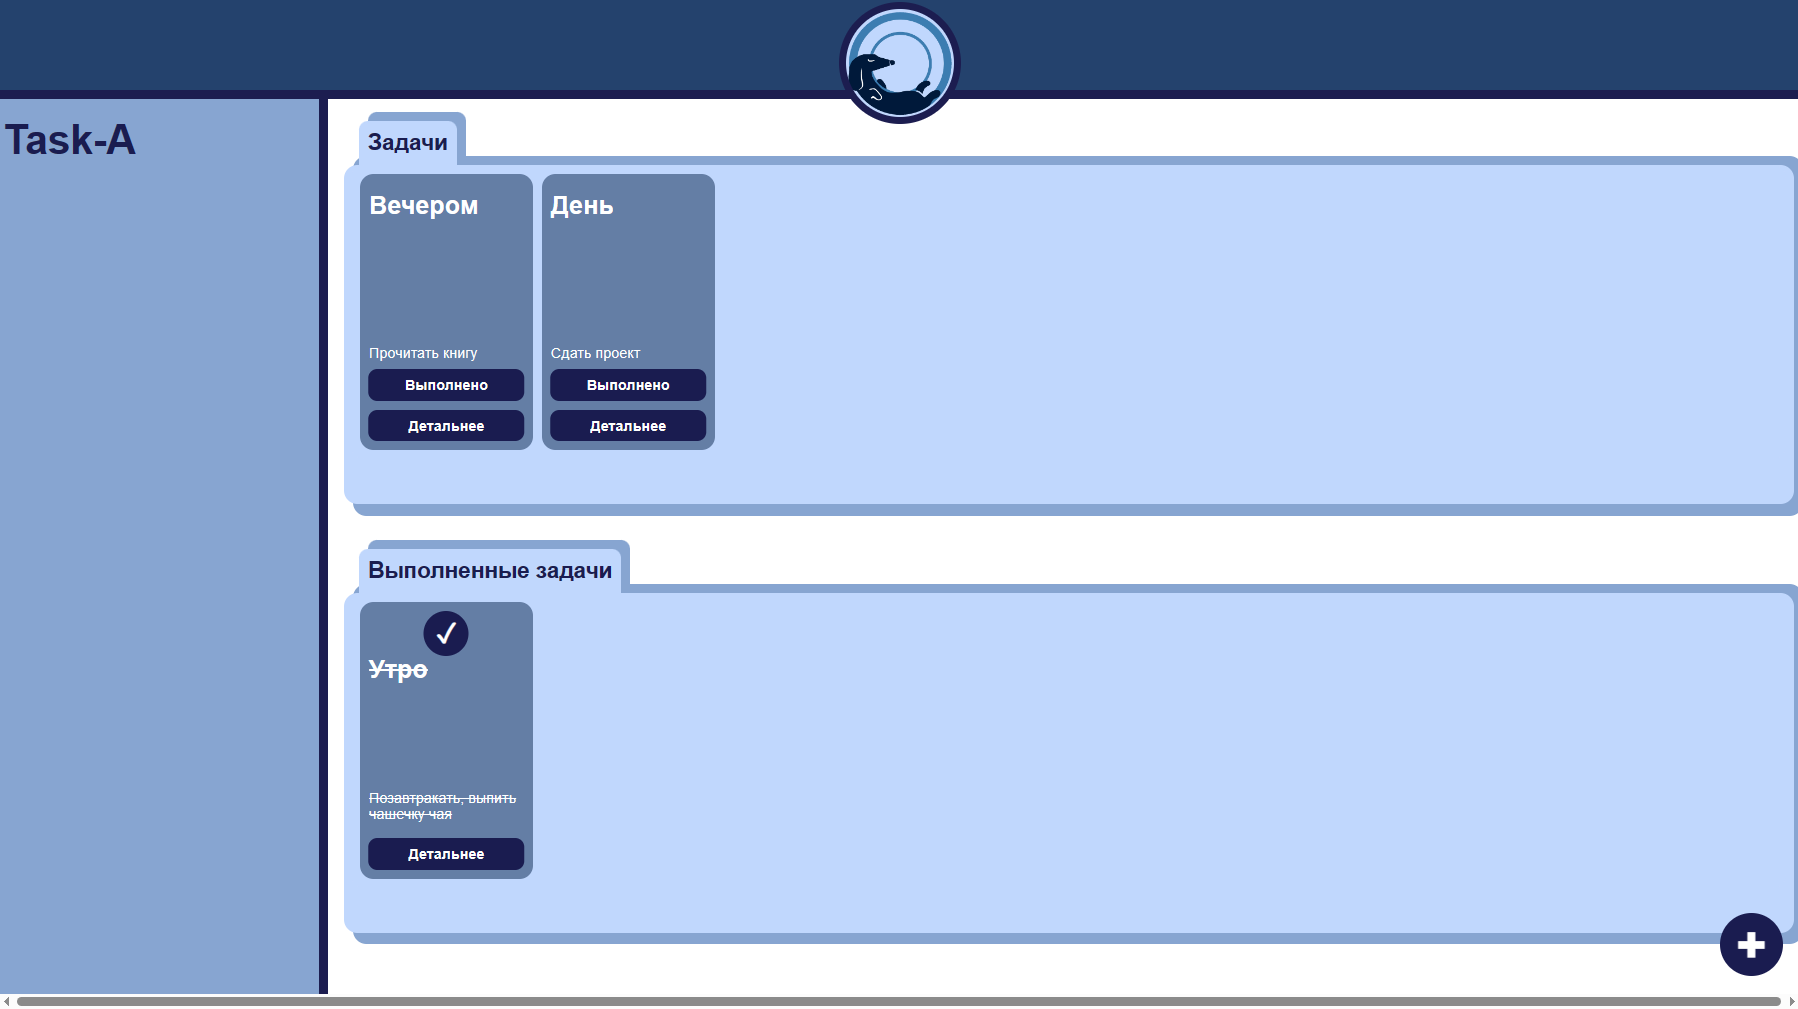 Task-A
Задачи
Вечером
Прочитать книгу
Выполнено
Детальнее
День
Сдать проект
Выполнено
Детальнее
Выполненные задачи
Утро
Позавтракать, выпить
чашечку чая
Детальнее